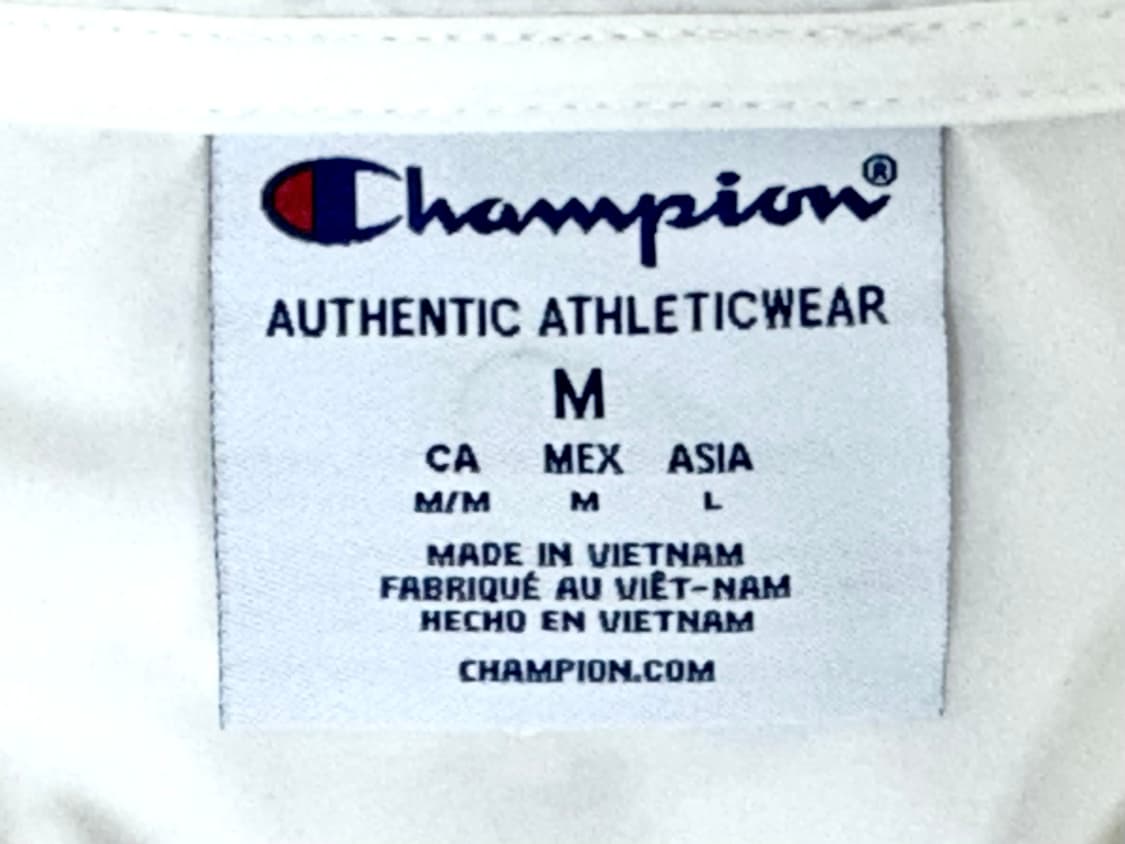 Champion®
AUTHENTIC ATHLETICWEAR
M
CA MEX ASIA
M/M M L
MADE IN VIETNAM
FABRIQUÉ AU VIÊT-NAM
HECHO EN VIETNAM
CHAMPION.COM